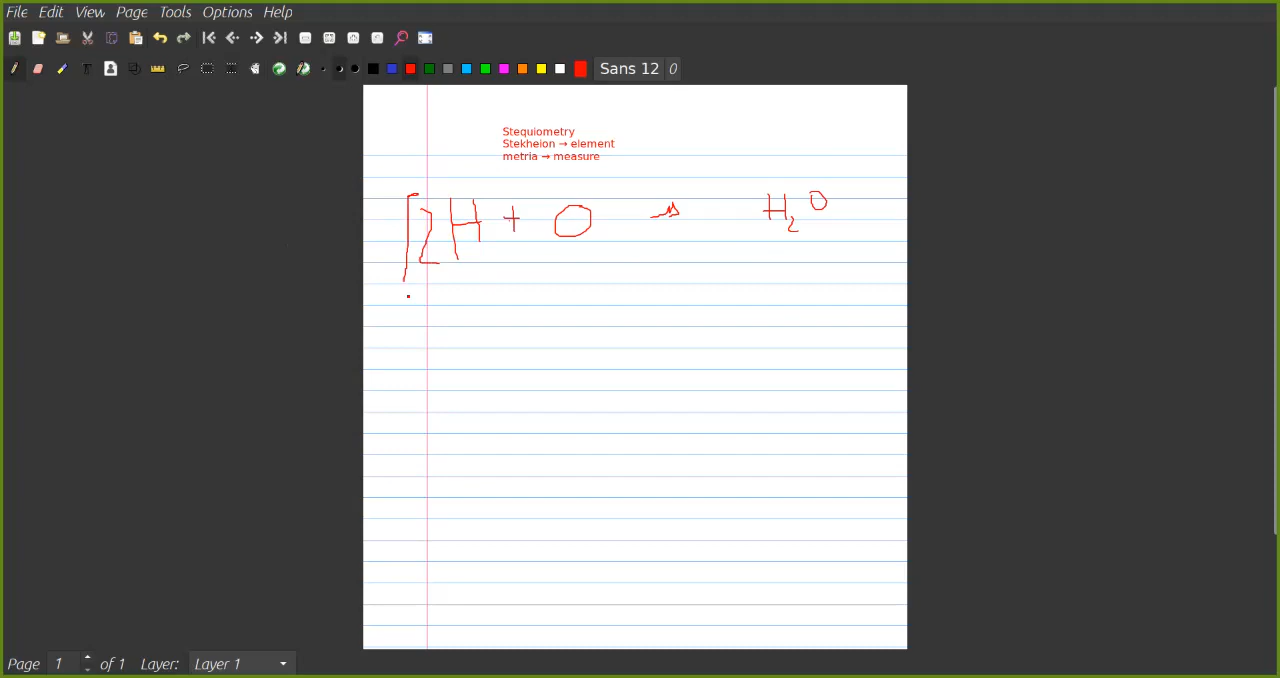 File Edit View Page Tools Options Help
Sans 12 0
Stequiometry
Stekheion → element
metria → measure
[2H + O → H₂O
Page 1 of 1 Layer: Layer 1